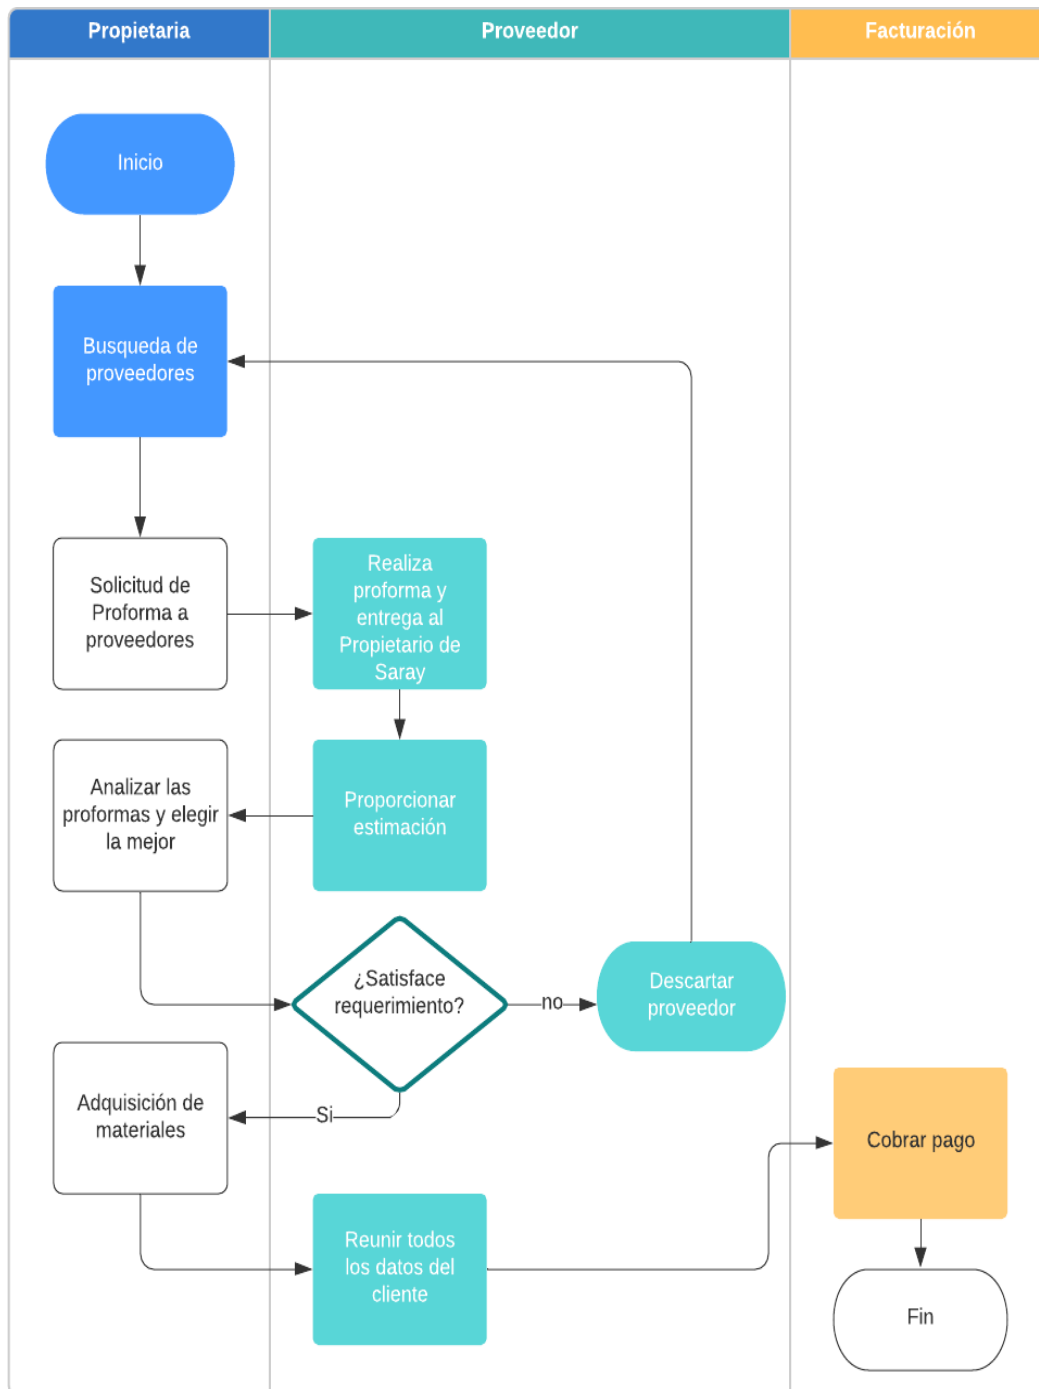 Propietaria
Proveedor
Facturación
Inicio
Busqueda de
proveedores
Solicitud de
Proforma a
proveedores
Realiza
proforma y
entrega al
Propietario de
Saray
Analizar las
proformas y elegir
la mejor
Proporcionar
estimación
¿Satisface
requerimiento?
no
Descartar
proveedor
Si
Adquisición de
materiales
Cobrar pago
Reunir todos
los datos del
cliente
Fin